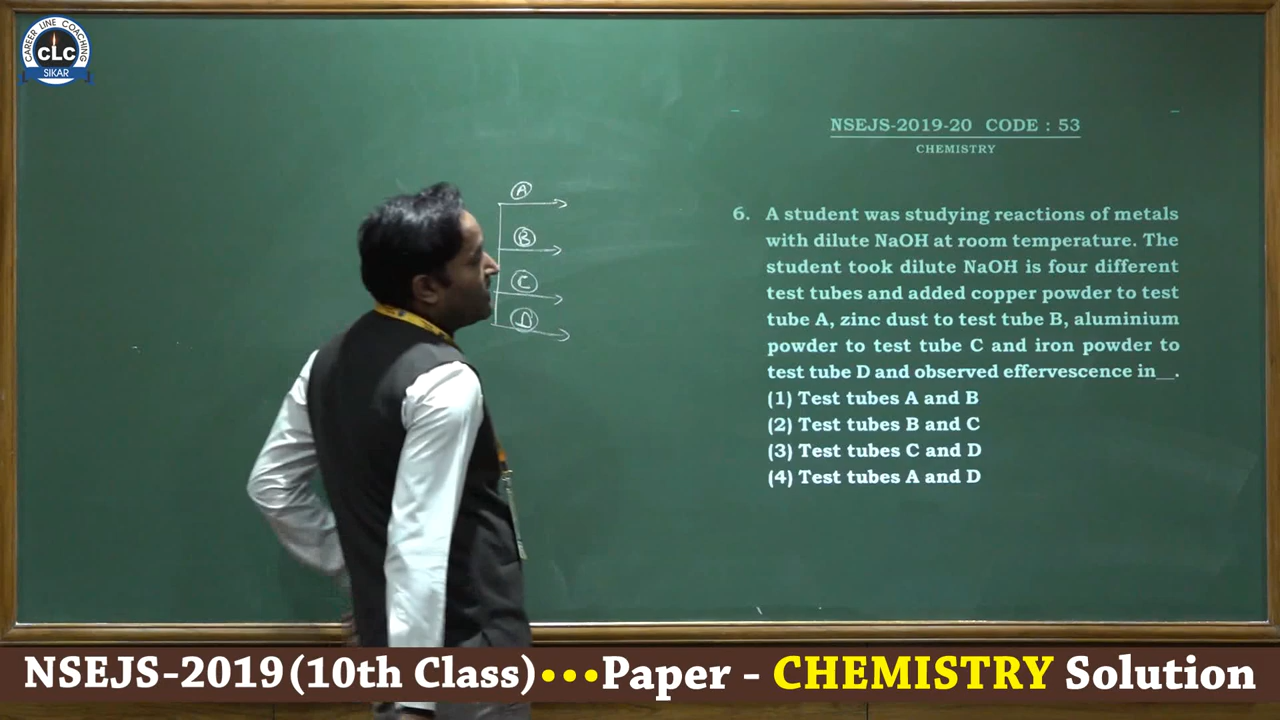 CAREER LINE COACHING
CLC
SIKAR
NSEJS-2019-20 CODE : 53
CHEMISTRY
A
B
C
D
6. A student was studying reactions of metals
with dilute NaOH at room temperature. The
student took dilute NaOH is four different
test tubes and added copper powder to test
tube A, zinc dust to test tube B, aluminium
powder to test tube C and iron powder to
test tube D and observed effervescence in__.
(1) Test tubes A and B
(2) Test tubes B and C
(3) Test tubes C and D
(4) Test tubes A and D
NSEJS-2019(10th Class)•••Paper - CHEMISTRY Solution